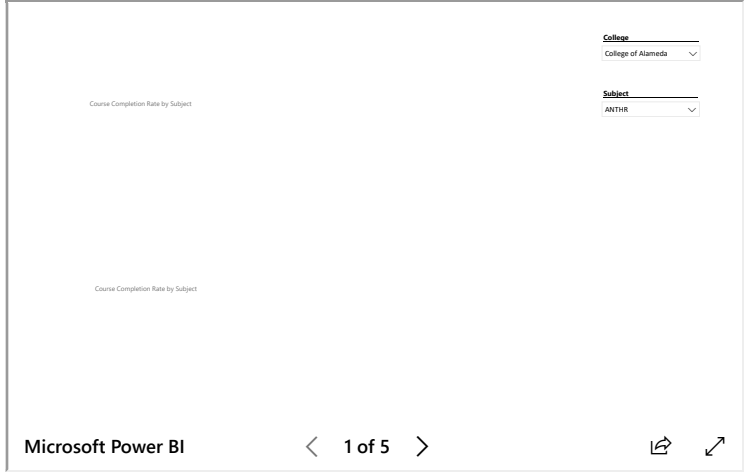 College
College of Alameda
Course Completion Rate by Subject
Subject
ANTHR
Course Completion Rate by Subject
Microsoft Power BI
1 of 5